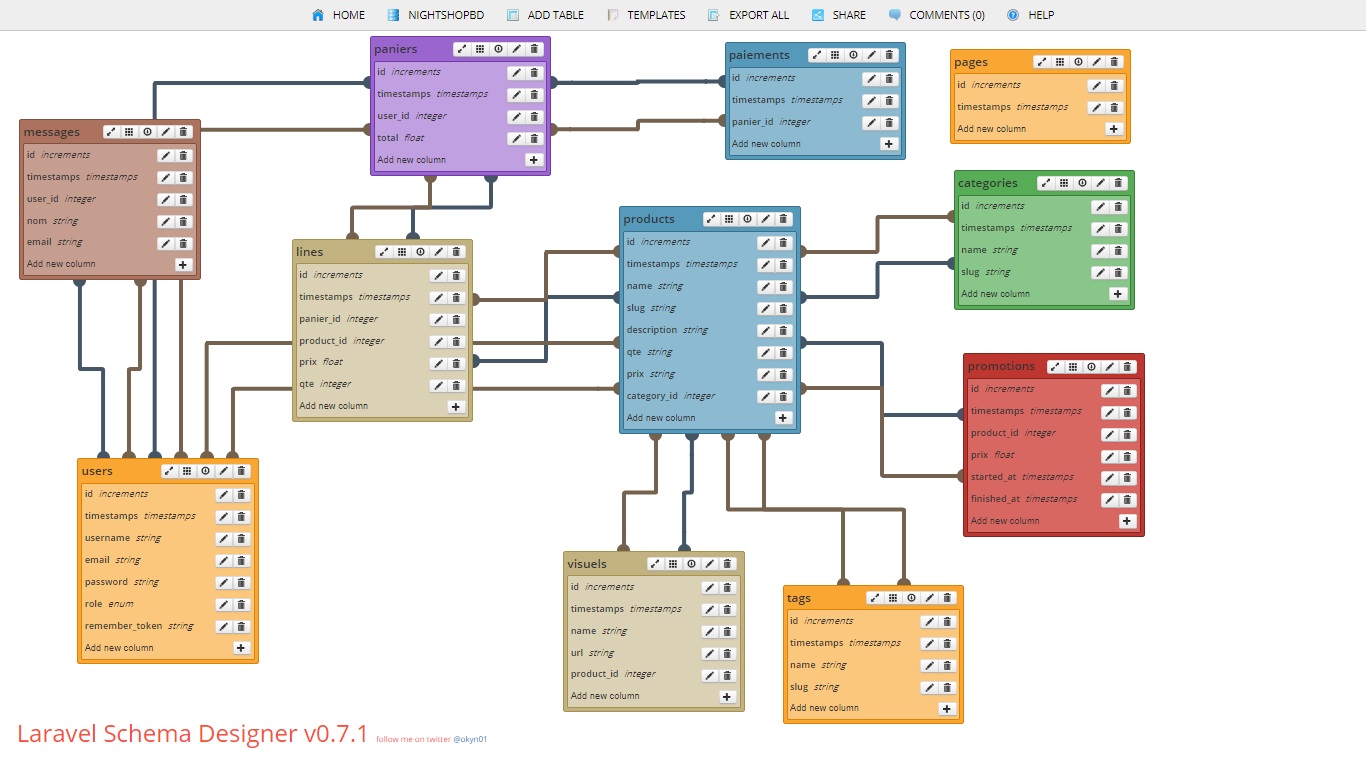 HOME NIGHTSHOPBD ADD TABLE TEMPLATES EXPORT ALL SHARE COMMENTS (0) HELP
paniers
id increments
timestamps timestamps
user_id integer
total float
Add new column
paiements
id increments
timestamps timestamps
panier_id integer
Add new column
pages
id increments
timestamps timestamps
Add new column
messages
id increments
timestamps timestamps
user_id integer
nom string
email string
Add new column
categories
id increments
timestamps timestamps
name string
slug string
Add new column
products
id increments
timestamps timestamps
name string
slug string
description string
qte string
prix string
category_id integer
Add new column
lines
id increments
timestamps timestamps
panier_id integer
product_id integer
prix float
qte integer
Add new column
promotions
id increments
timestamps timestamps
product_id integer
prix float
started_at timestamps
finished_at timestamps
Add new column
users
id increments
timestamps timestamps
username string
email string
password string
role enum
remember_token string
Add new column
visuels
id increments
timestamps timestamps
name string
url string
product_id integer
Add new column
tags
id increments
timestamps timestamps
name string
slug string
Add new column
Laravel Schema Designer v0.7.1 follow me on twitter @okyn01